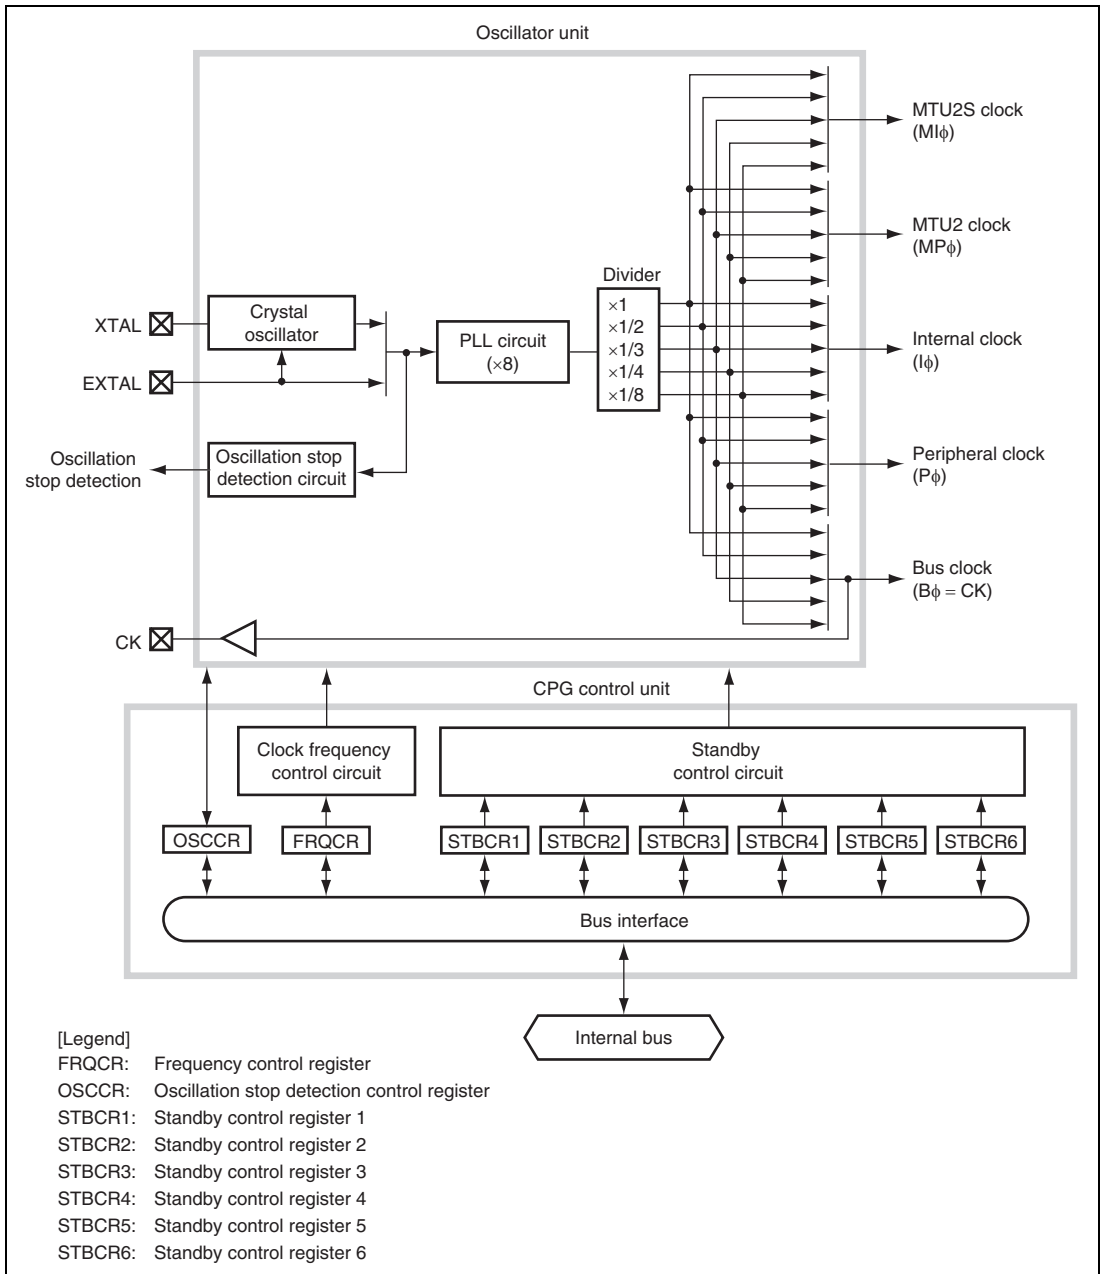 Oscillator unit
MTU2S clock
(MIϕ)
MTU2 clock
(MPϕ)
Divider
×1
×1/2
×1/3
×1/4
×1/8
XTAL
Crystal
oscillator
PLL circuit
(×8)
Internal clock
(Iϕ)
EXTAL
Oscillation
stop detection
Oscillation stop
detection circuit
Peripheral clock
(Pϕ)
Bus clock
(Bϕ = CK)
CK
CPG control unit
Clock frequency
control circuit
Standby
control circuit
OSCCR
FRQCR
STBCR1
STBCR2
STBCR3
STBCR4
STBCR5
STBCR6
Bus interface
Internal bus
[Legend]
FRQCR: Frequency control register
OSCCR: Oscillation stop detection control register
STBCR1: Standby control register 1
STBCR2: Standby control register 2
STBCR3: Standby control register 3
STBCR4: Standby control register 4
STBCR5: Standby control register 5
STBCR6: Standby control register 6